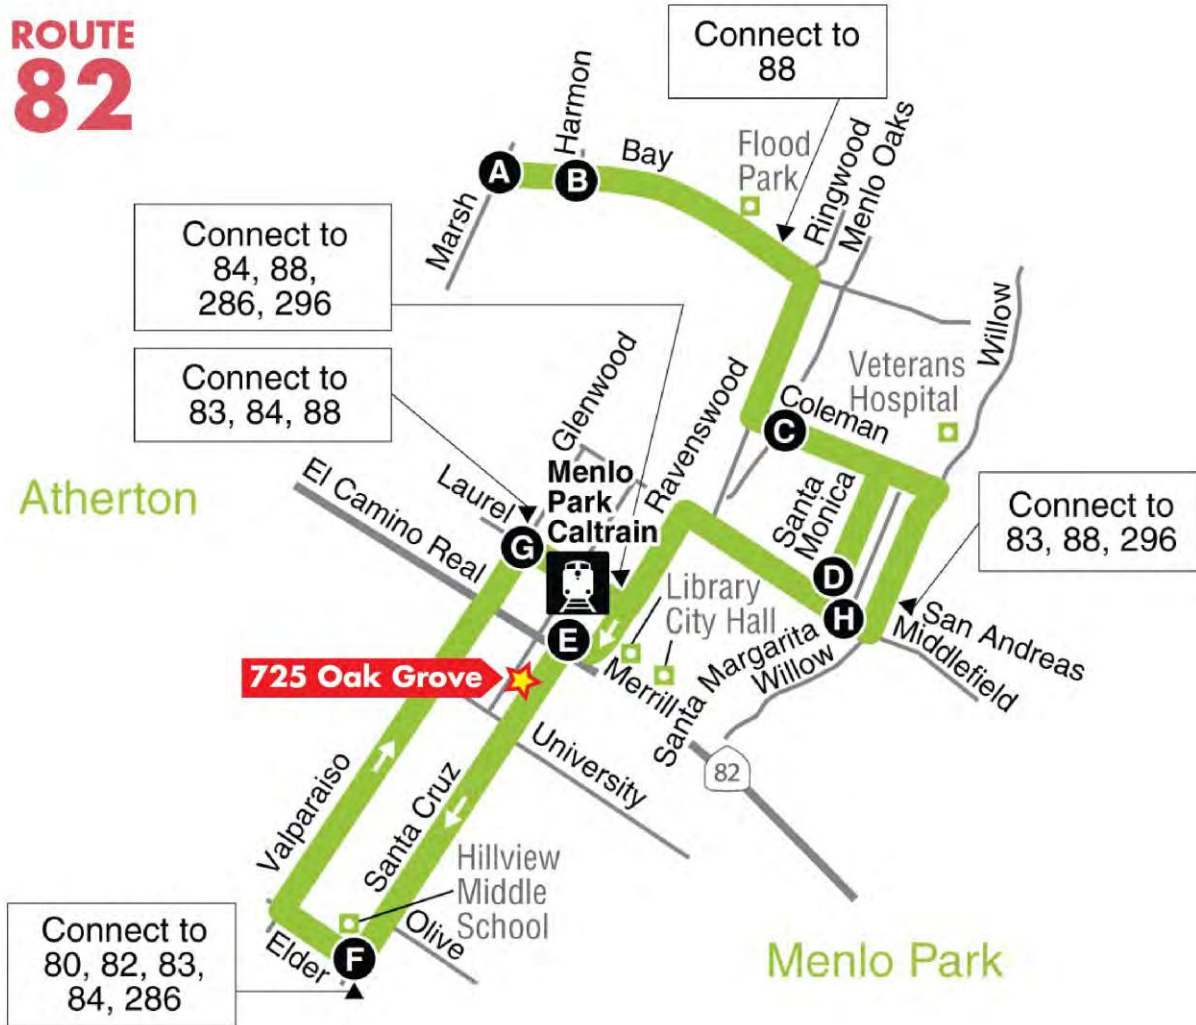 ROUTE
82
Connect to
88
A
B
Harmon
Bay
Marsh
Flood
Park
Ringwood
Menlo Oaks
Connect to
84, 88,
286, 296
Connect to
83, 84, 88
Glenwood
Menlo
Park
Caltrain
Laurel
G
Ravenswood
Veterans
Hospital
Willow
C
Coleman
Santa
Monica
D
H
Connect to
83, 88, 296
San Andreas
Middlefield
Atherton
El Camino Real
E
Library
City Hall
Merrill
Santa Margarita
Willow
82
725 Oak Grove
University
Valparaiso
Santa Cruz
Hillview
Middle
School
Olive
Elder
F
Connect to
80, 82, 83,
84, 286
Menlo Park